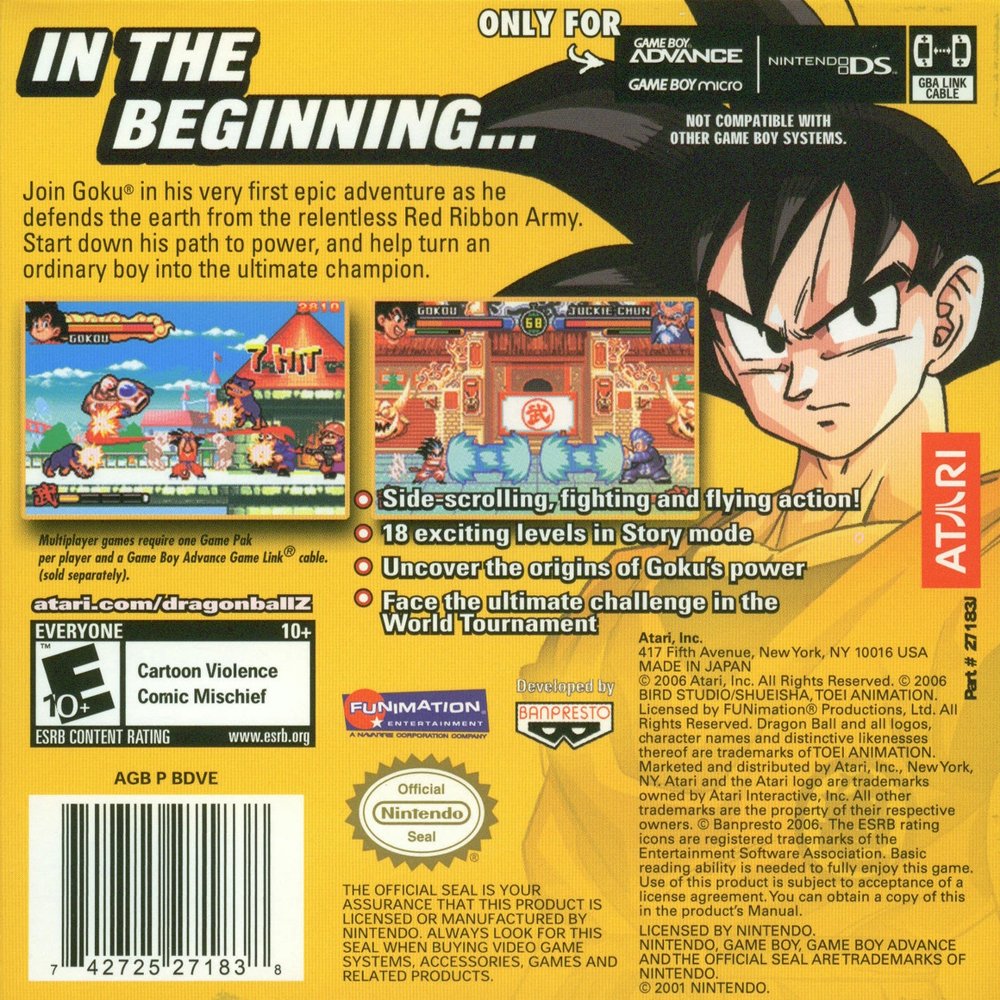 IN THE
BEGINNING...
ONLY FOR
GAME BOY
ADVANCE
GAME BOY micro
NINTENDO DS™
GBA LINK
CABLE
NOT COMPATIBLE WITH
OTHER GAME BOY SYSTEMS.
Join Goku® in his very first epic adventure as he
defends the earth from the relentless Red Ribbon Army.
Start down his path to power, and help turn an
ordinary boy into the ultimate champion.
GOKOU
2810
7-HIT
武
GOKOU
68
JUCKIE CHUN
武
Multiplayer games require one Game Pak
per player and a Game Boy Advance Game Link® cable.
(sold separately).
Side-scrolling, fighting and flying action!
18 exciting levels in Story mode
Uncover the origins of Goku's power
Face the ultimate challenge in the
World Tournament
ATARI
Part # 27183J
atari.com/dragonballZ
EVERYONE 10+
™
E
10+
Cartoon Violence
Comic Mischief
ESRB CONTENT RATING www.esrb.org
FUNIMATION
ENTERTAINMENT
A NAVARRE CORPORATION COMPANY
Developed by
BANPRESTO
AGB P BDVE
7 42725 27183 8
Official
Nintendo
Seal
®
THE OFFICIAL SEAL IS YOUR
ASSURANCE THAT THIS PRODUCT IS
LICENSED OR MANUFACTURED BY
NINTENDO. ALWAYS LOOK FOR THIS
SEAL WHEN BUYING VIDEO GAME
SYSTEMS, ACCESSORIES, GAMES AND
RELATED PRODUCTS.
Atari, Inc.
417 Fifth Avenue, New York, NY 10016 USA
MADE IN JAPAN
© 2006 Atari, Inc. All Rights Reserved. © 2006
BIRD STUDIO/SHUEISHA, TOEI ANIMATION.
Licensed by FUNimation® Productions, Ltd. All
Rights Reserved. Dragon Ball and all logos,
character names and distinctive likenesses
thereof are trademarks of TOEI ANIMATION.
Marketed and distributed by Atari, Inc., New York,
NY. Atari and the Atari logo are trademarks
owned by Atari Interactive, Inc. All other
trademarks are the property of their respective
owners. © Banpresto 2006. The ESRB rating
icons are registered trademarks of the
Entertainment Software Association. Basic
reading ability is needed to fully enjoy this game.
Use of this product is subject to acceptance of a
license agreement. You can obtain a copy of this
in the product's Manual.
LICENSED BY NINTENDO.
NINTENDO, GAME BOY, GAME BOY ADVANCE
AND THE OFFICIAL SEAL ARE TRADEMARKS OF
NINTENDO.
© 2001 NINTENDO.